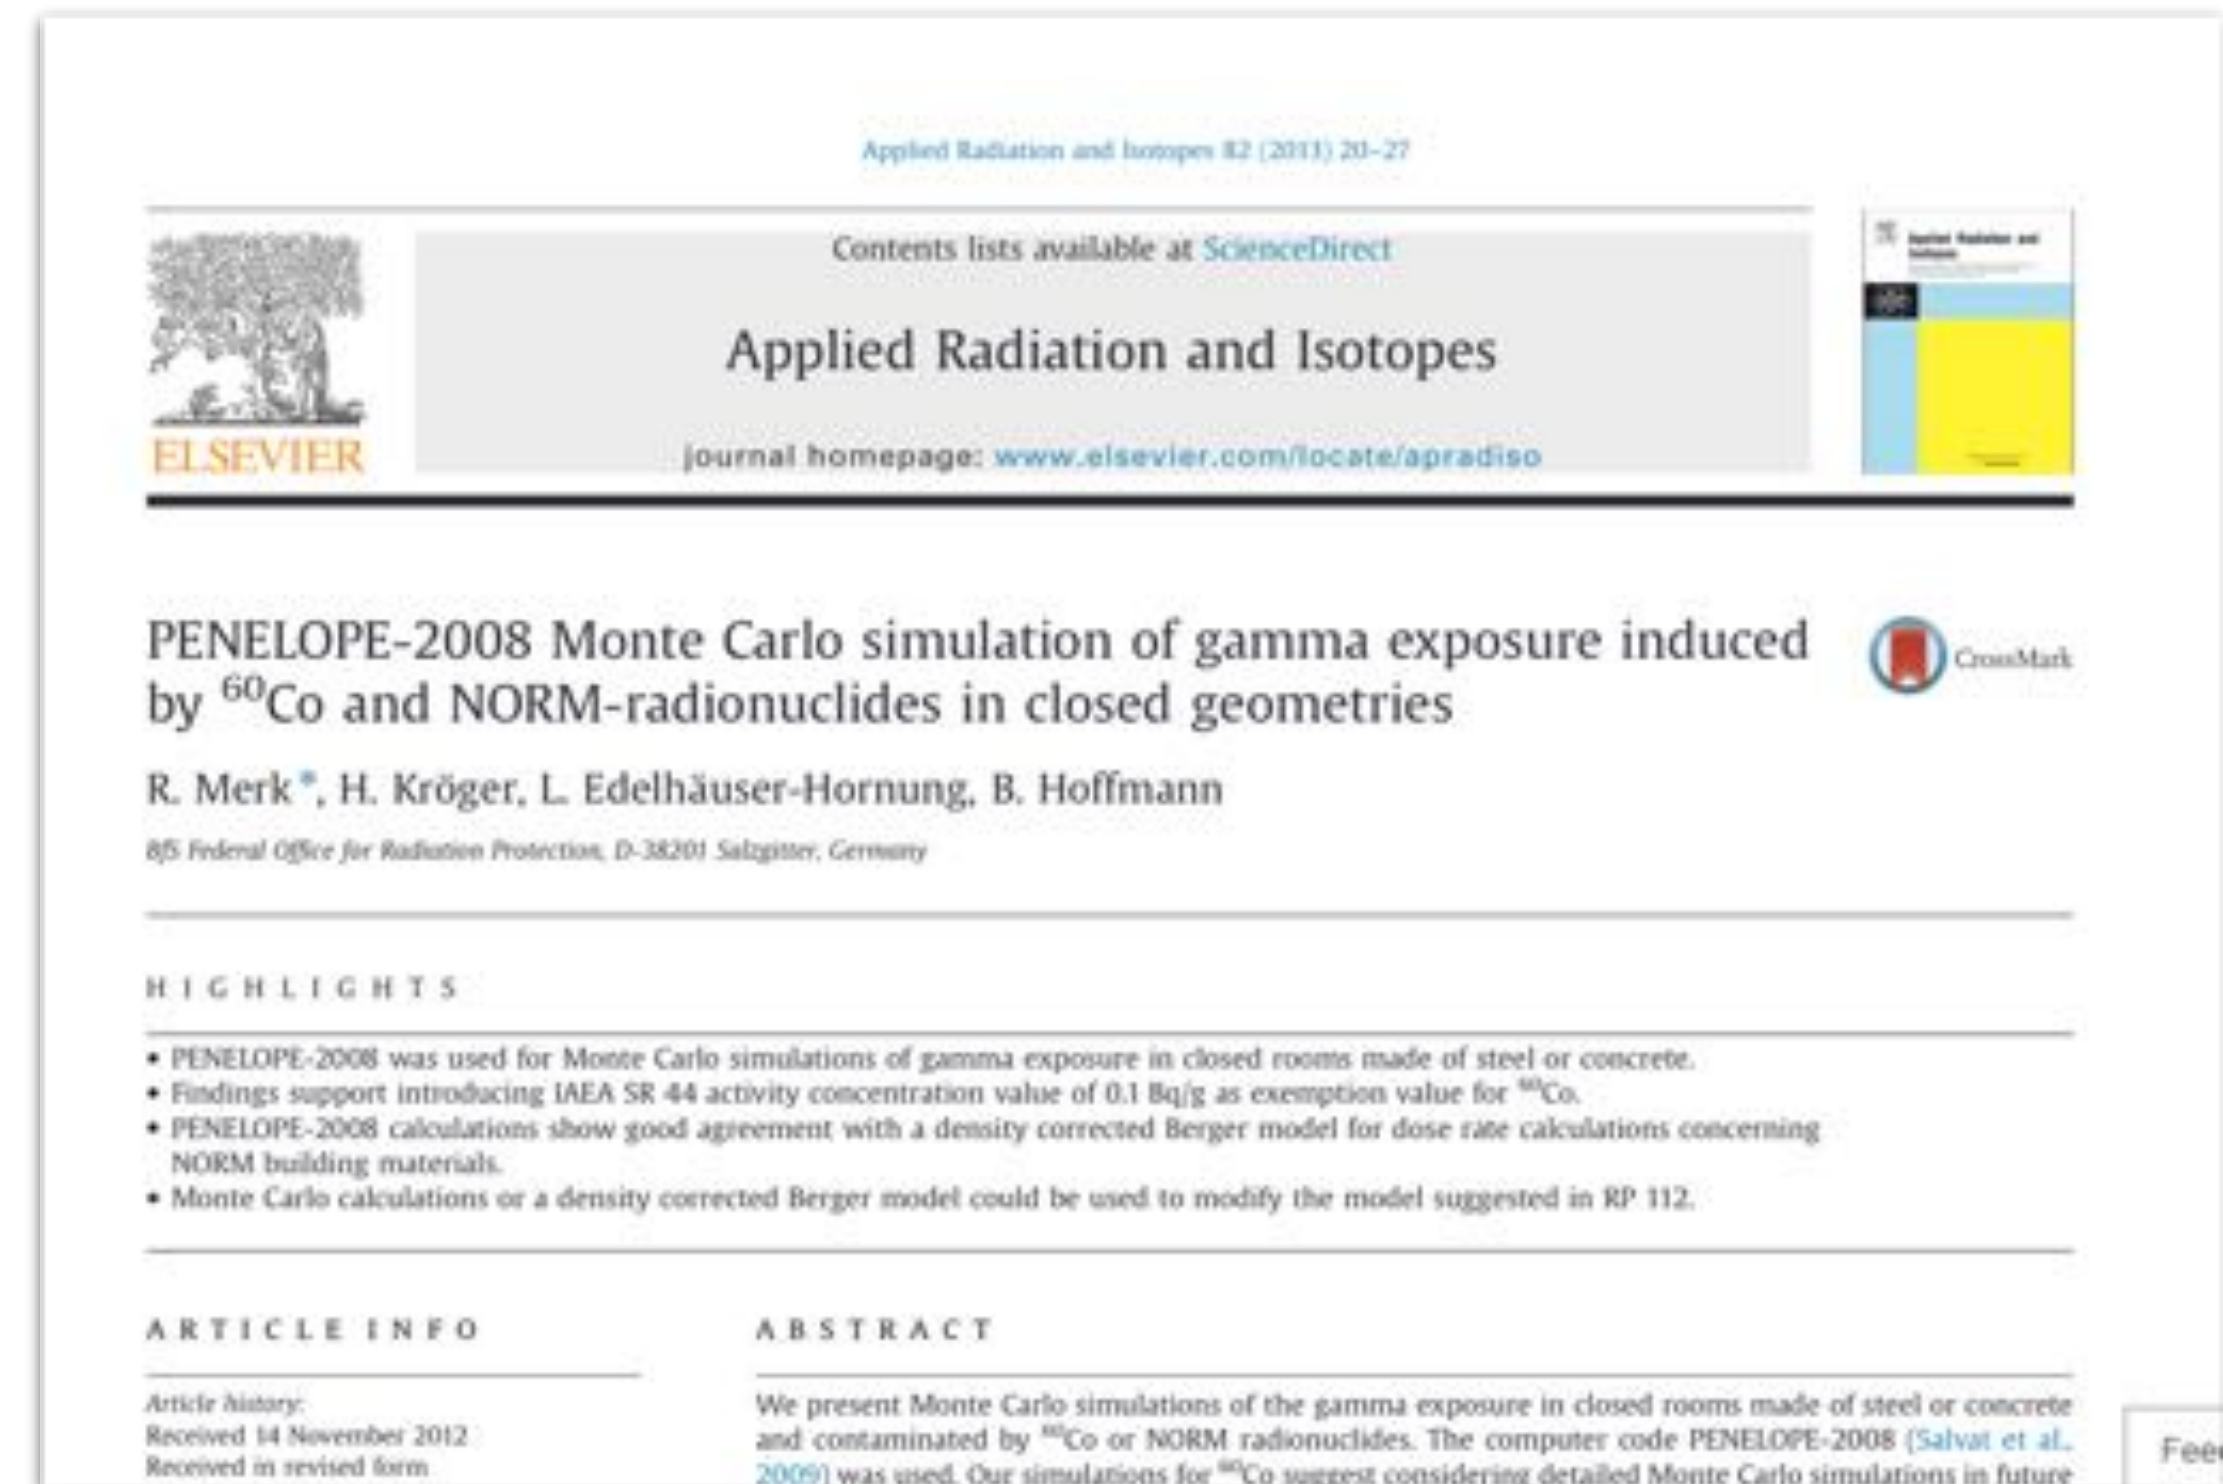 Applied Radiation and Isotopes 82 (2013) 20–27
Contents lists available at ScienceDirect
Applied Radiation and Isotopes
journal homepage: www.elsevier.com/locate/apradiso
ELSEVIER
Applied Radiation and
Isotopes
PENELOPE-2008 Monte Carlo simulation of gamma exposure induced
by ⁶⁰Co and NORM-radionuclides in closed geometries
CrossMark
R. Merk *, H. Kröger, L. Edelhäuser-Hornung, B. Hoffmann
BfS Federal Office for Radiation Protection, D-38201 Salzgitter, Germany
HIGHLIGHTS
• PENELOPE-2008 was used for Monte Carlo simulations of gamma exposure in closed rooms made of steel or concrete.
• Findings support introducing IAEA SR 44 activity concentration value of 0.1 Bq/g as exemption value for ⁶⁰Co.
• PENELOPE-2008 calculations show good agreement with a density corrected Berger model for dose rate calculations concerning
NORM building materials.
• Monte Carlo calculations or a density corrected Berger model could be used to modify the model suggested in RP 112.
ARTICLE INFO
Article history:
Received 14 November 2012
Received in revised form
ABSTRACT
We present Monte Carlo simulations of the gamma exposure in closed rooms made of steel or concrete
and contaminated by ⁶⁰Co or NORM radionuclides. The computer code PENELOPE-2008 (Salvat et al.,
2009) was used. Our simulations for ⁶⁰Co suggest considering detailed Monte Carlo simulations in future